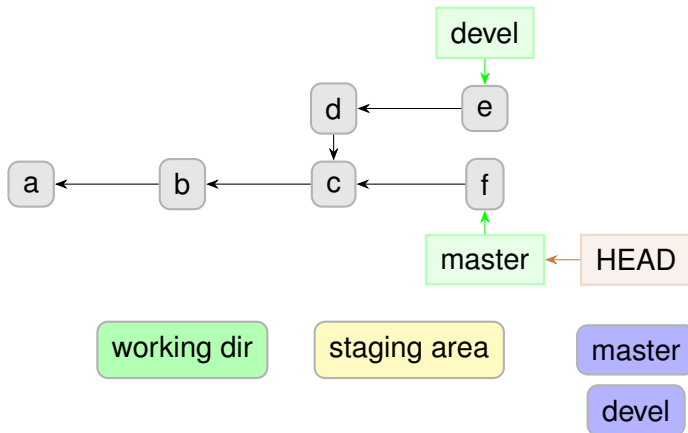 devel
d
e
a
b
c
f
master
HEAD
working dir
staging area
master
devel